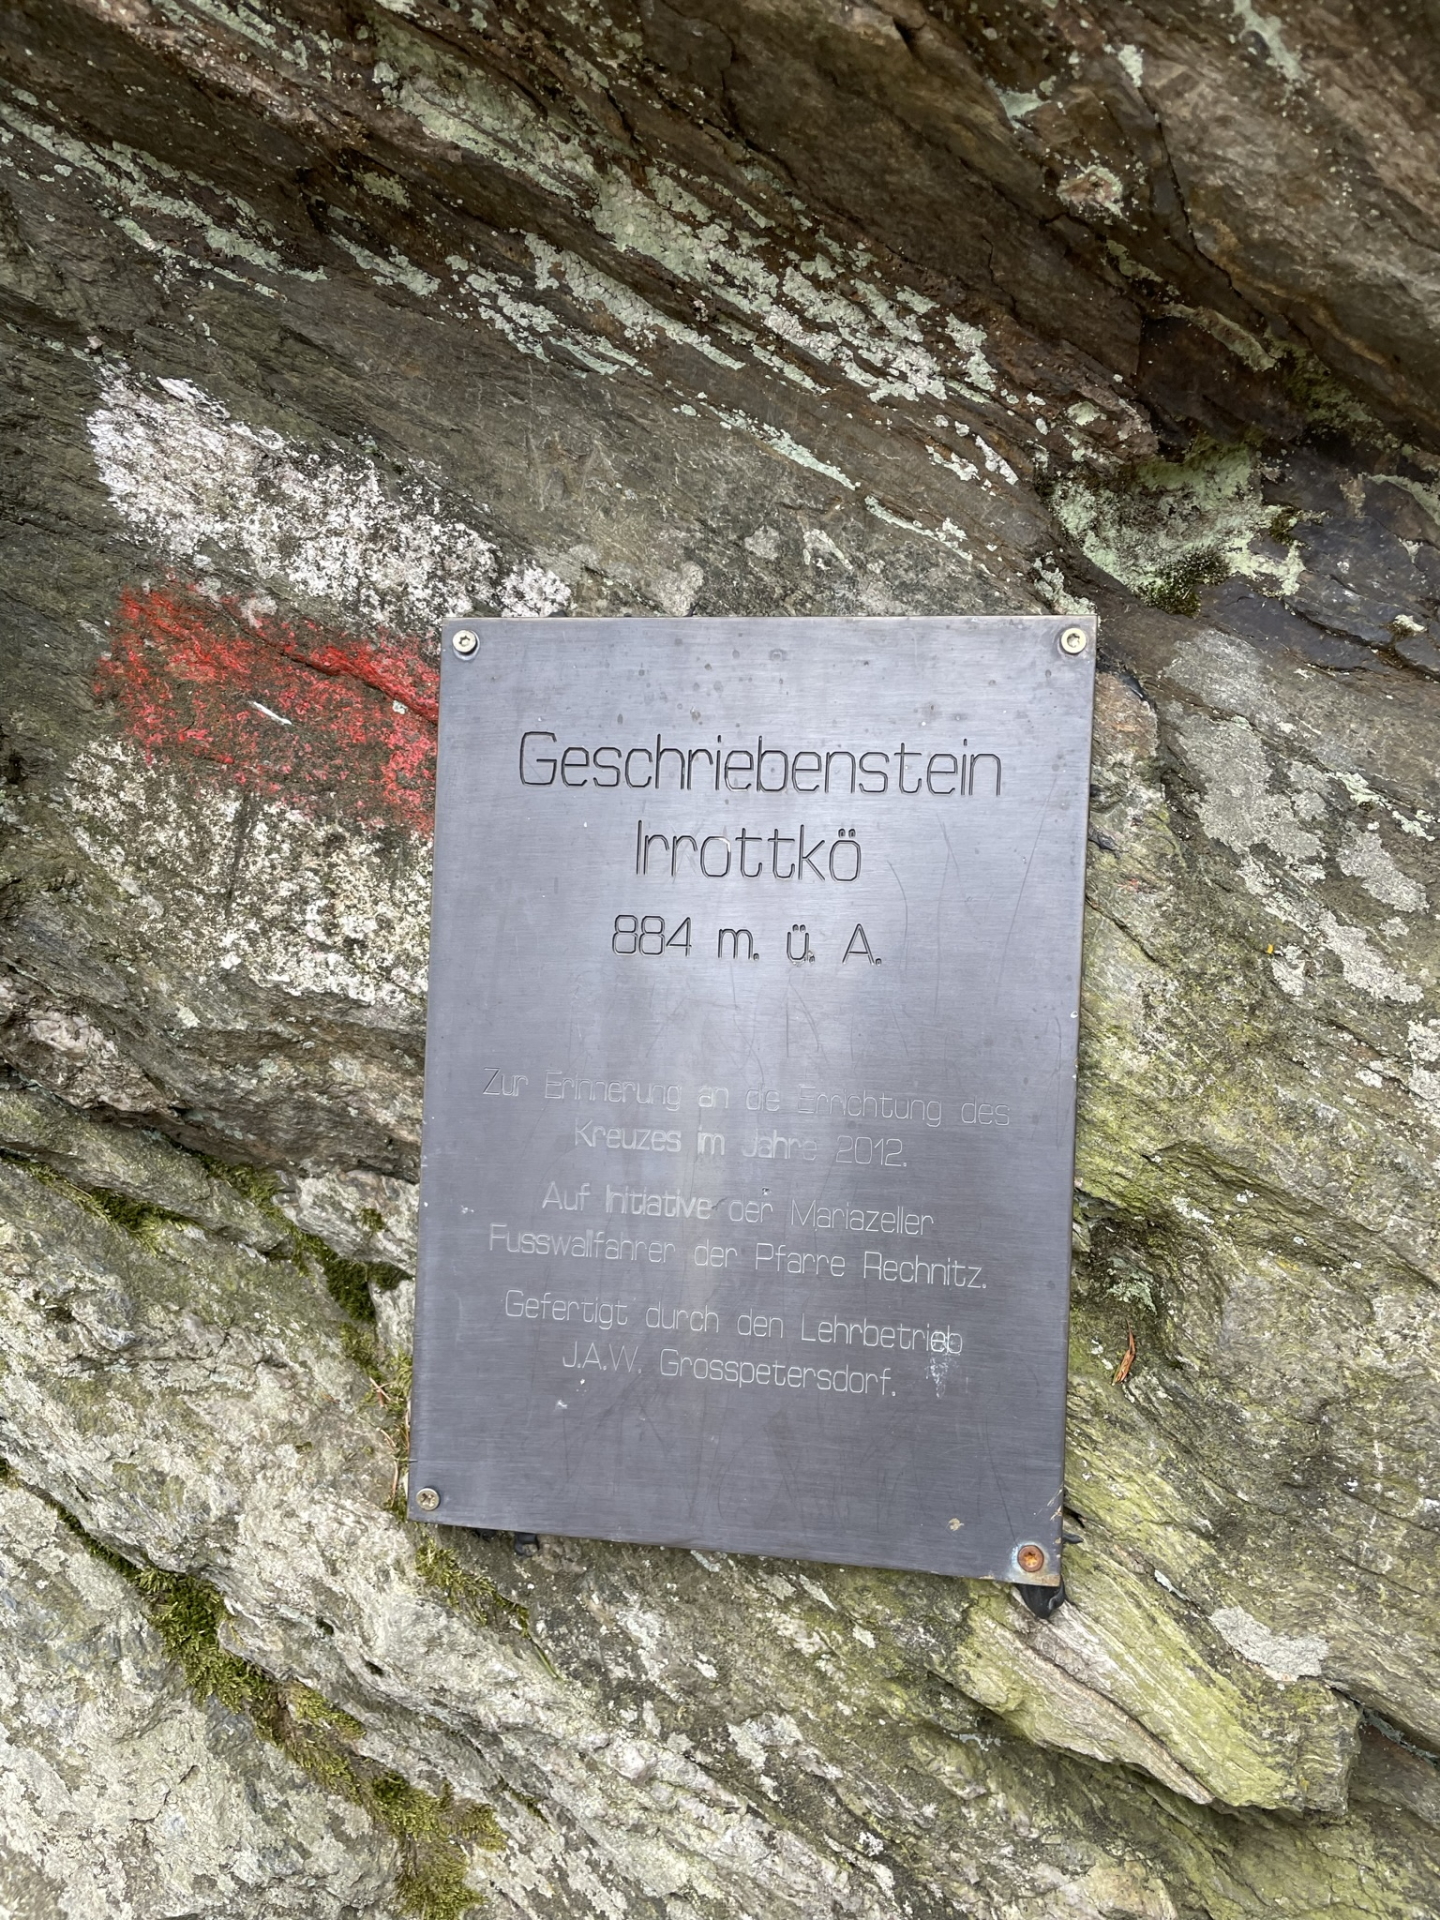 Geschriebenstein
Irrottkö
884 m. ü. A.
Zur Erinnerung an die Errichtung des
Kreuzes im Jahre 2012.
Auf Initiative der Mariazeller
Fusswallfahrer der Pfarre Rechnitz.
Gefertigt durch den Lehrbetrieb
J.A.W. Grosspetersdorf.